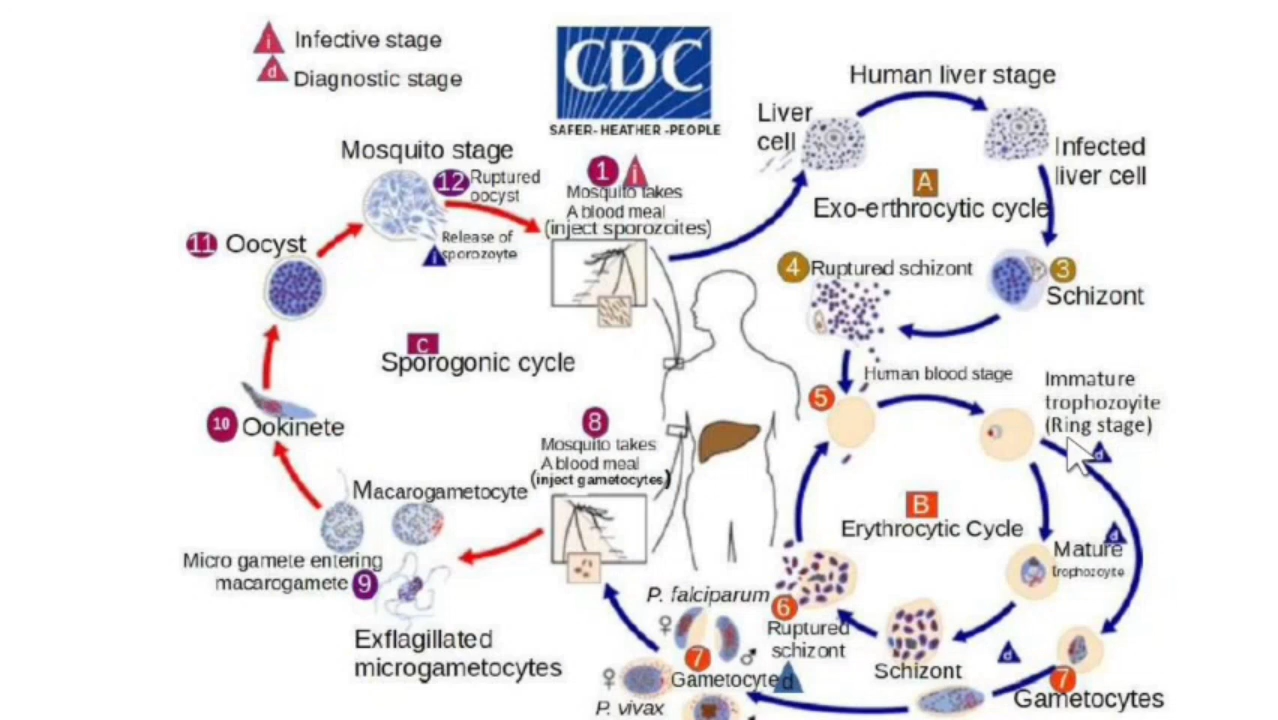 i Infective stage
d Diagnostic stage
CDC
SAFER- HEATHER -PEOPLE
Human liver stage
Liver
cell
Infected
liver cell
A
Exo-erthrocytic cycle
Mosquito stage
12 Ruptured
oocyst
Release of
i sporozoyte
1 i
Mosquito takes
A blood meal
(inject sporozoites)
11 Oocyst
4 Ruptured schizont
3
Schizont
C
Sporogonic cycle
Human blood stage
5
Immature
trophozoyite
(Ring stage)
d
10 Ookinete
8
Mosquito takes
A blood meal
(inject gametocytes)
Macarogametocyte
B
Erythrocytic Cycle
d
Mature
trophozoyte
Micro gamete entering
macarogamete 9
Exflagillated
microgametocytes
P. falciparum
6
Ruptured
schizont
♀
7
♂
Schizont
d
♀
Gametocyted
7
Gametocytes
P. vivax